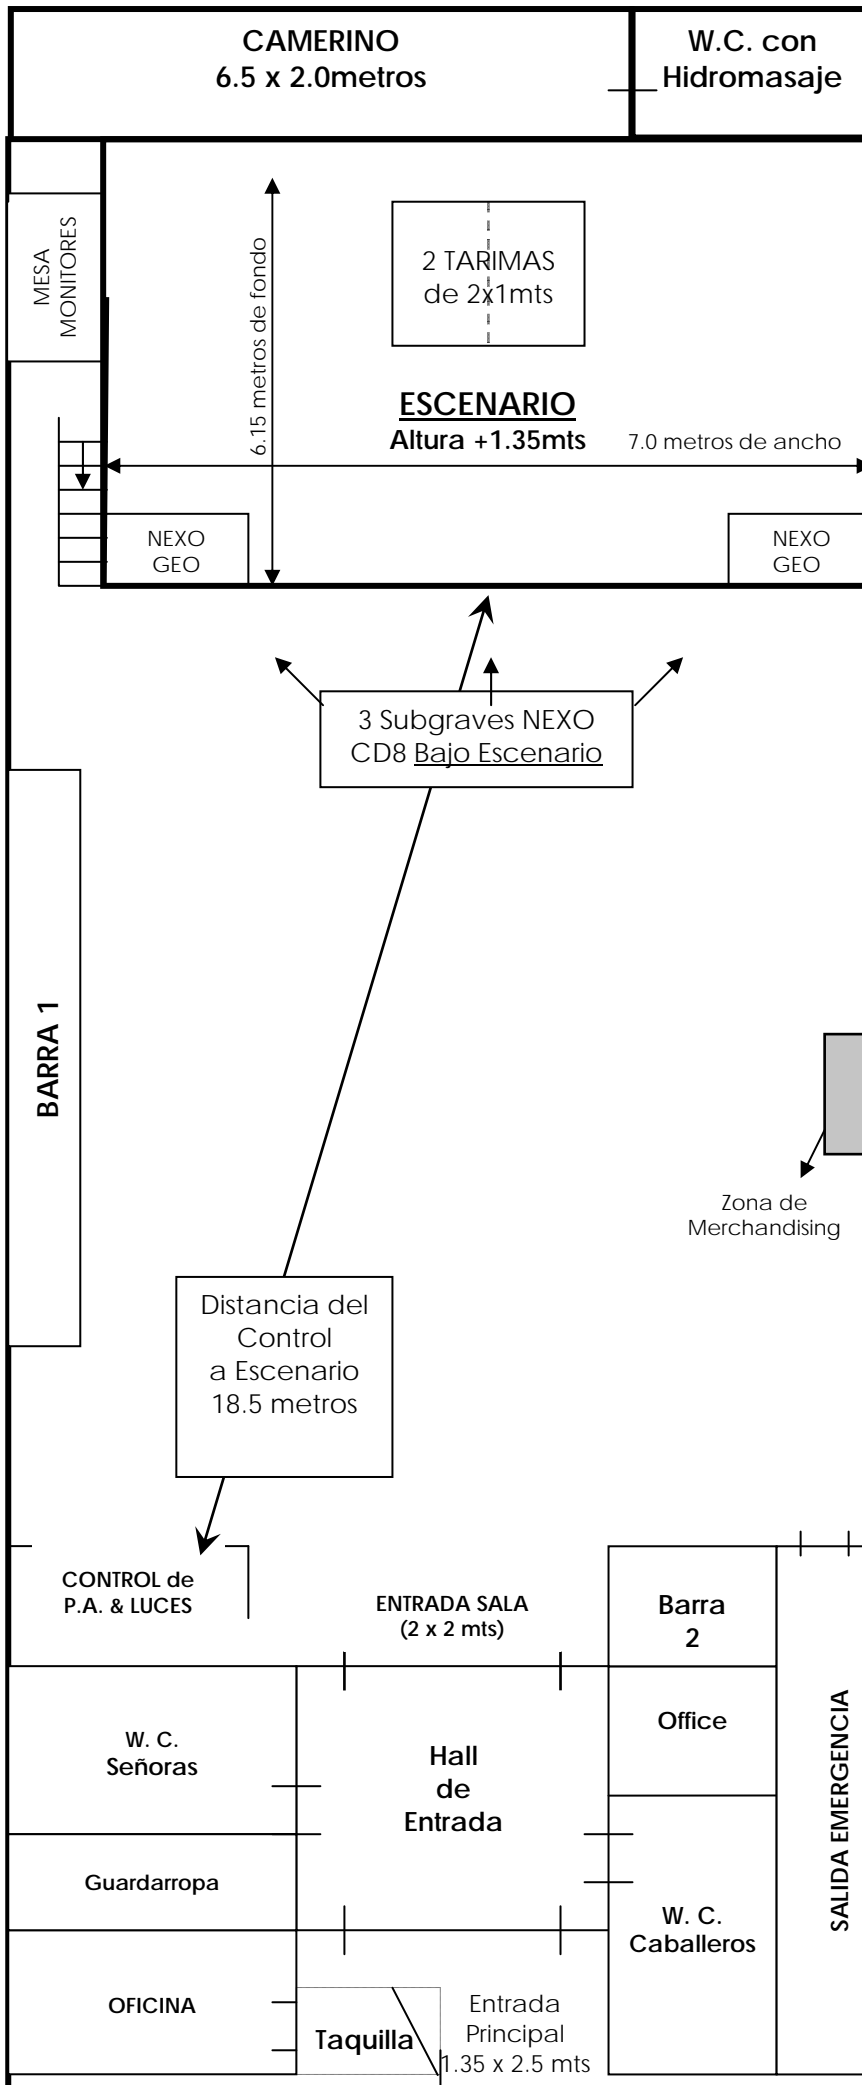 CAMERINO
6.5 x 2.0metros
W.C. con
Hidromasaje
MESA
MONITORES
6.15 metros de fondo
2 TARIMAS
de 2x1mts
ESCENARIO
Altura +1.35mts
7.0 metros de ancho
NEXO
GEO
NEXO
GEO
3 Subgraves NEXO
CD8 Bajo Escenario
BARRA 1
Zona de
Merchandising
Distancia del
Control
a Escenario
18.5 metros
CONTROL de
P.A. & LUCES
ENTRADA SALA
(2 x 2 mts)
Barra
2
Office
W. C.
Señoras
Hall
de
Entrada
SALIDA EMERGENCIA
Guardarropa
W. C.
Caballeros
OFICINA
Taquilla
Entrada
Principal
1.35 x 2.5 mts